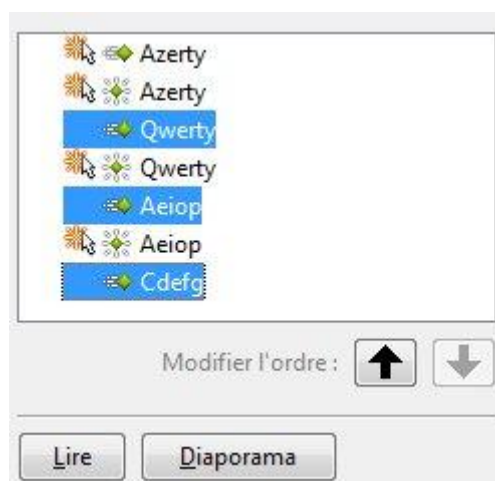 Azerty
Azerty
Qwerty
Qwerty
Aeiop
Aeiop
Cdefg
Modifier l'ordre :
Lire Diaporama